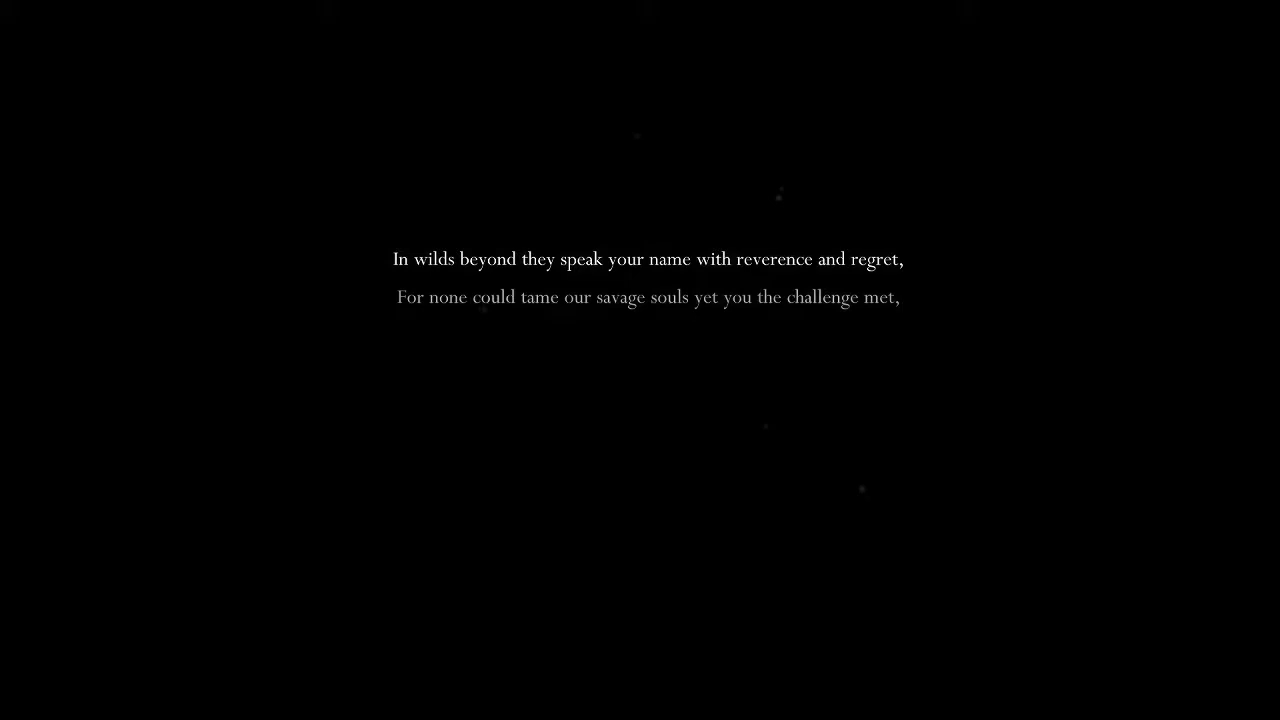 In wilds beyond they speak your name with reverence and regret,
For none could tame our savage souls yet you the challenge met,